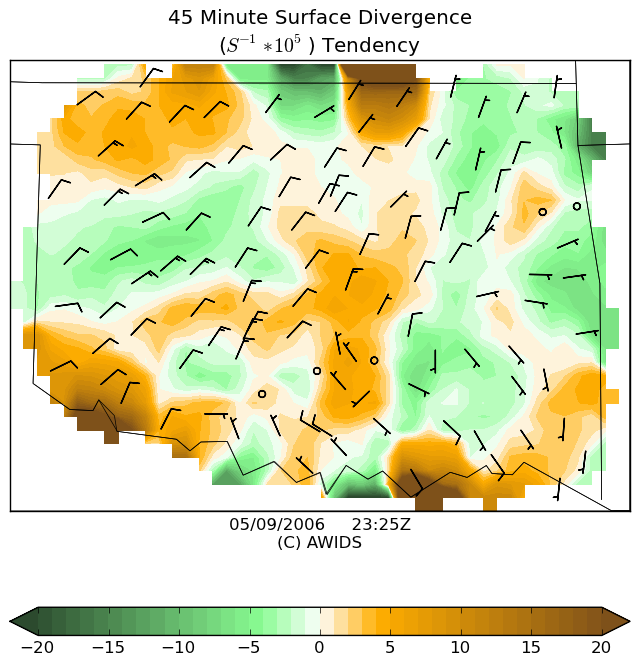 45 Minute Surface Divergence
(S⁻¹ *10⁵ ) Tendency
05/09/2006 23:25Z
(C) AWIDS
−20 −15 −10 −5 0 5 10 15 20